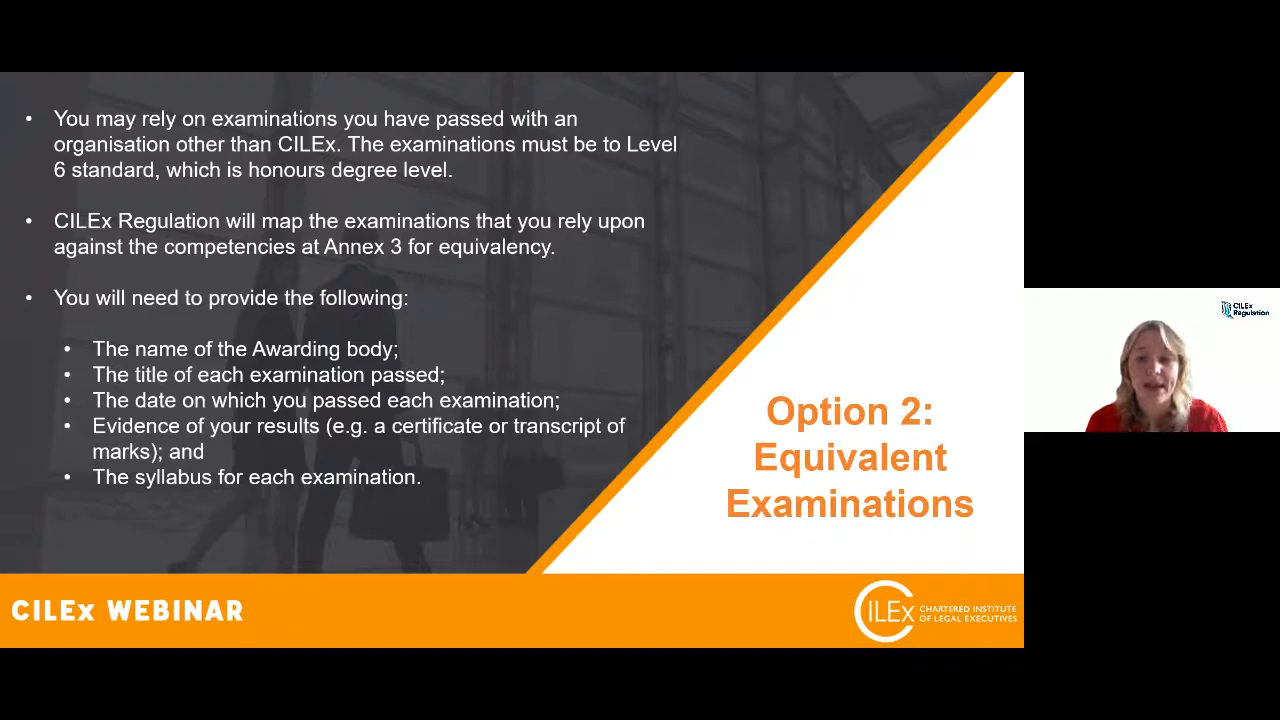 • You may rely on examinations you have passed with an
organisation other than CILEx. The examinations must be to Level
6 standard, which is honours degree level.
• CILEx Regulation will map the examinations that you rely upon
against the competencies at Annex 3 for equivalency.
• You will need to provide the following:
• The name of the Awarding body;
• The title of each examination passed;
• The date on which you passed each examination;
• Evidence of your results (e.g. a certificate or transcript of
marks); and
• The syllabus for each examination.
Option 2:
Equivalent
Examinations
CILEx
Regulation
CILEx WEBINAR
CILEx CHARTERED INSTITUTE
OF LEGAL EXECUTIVES